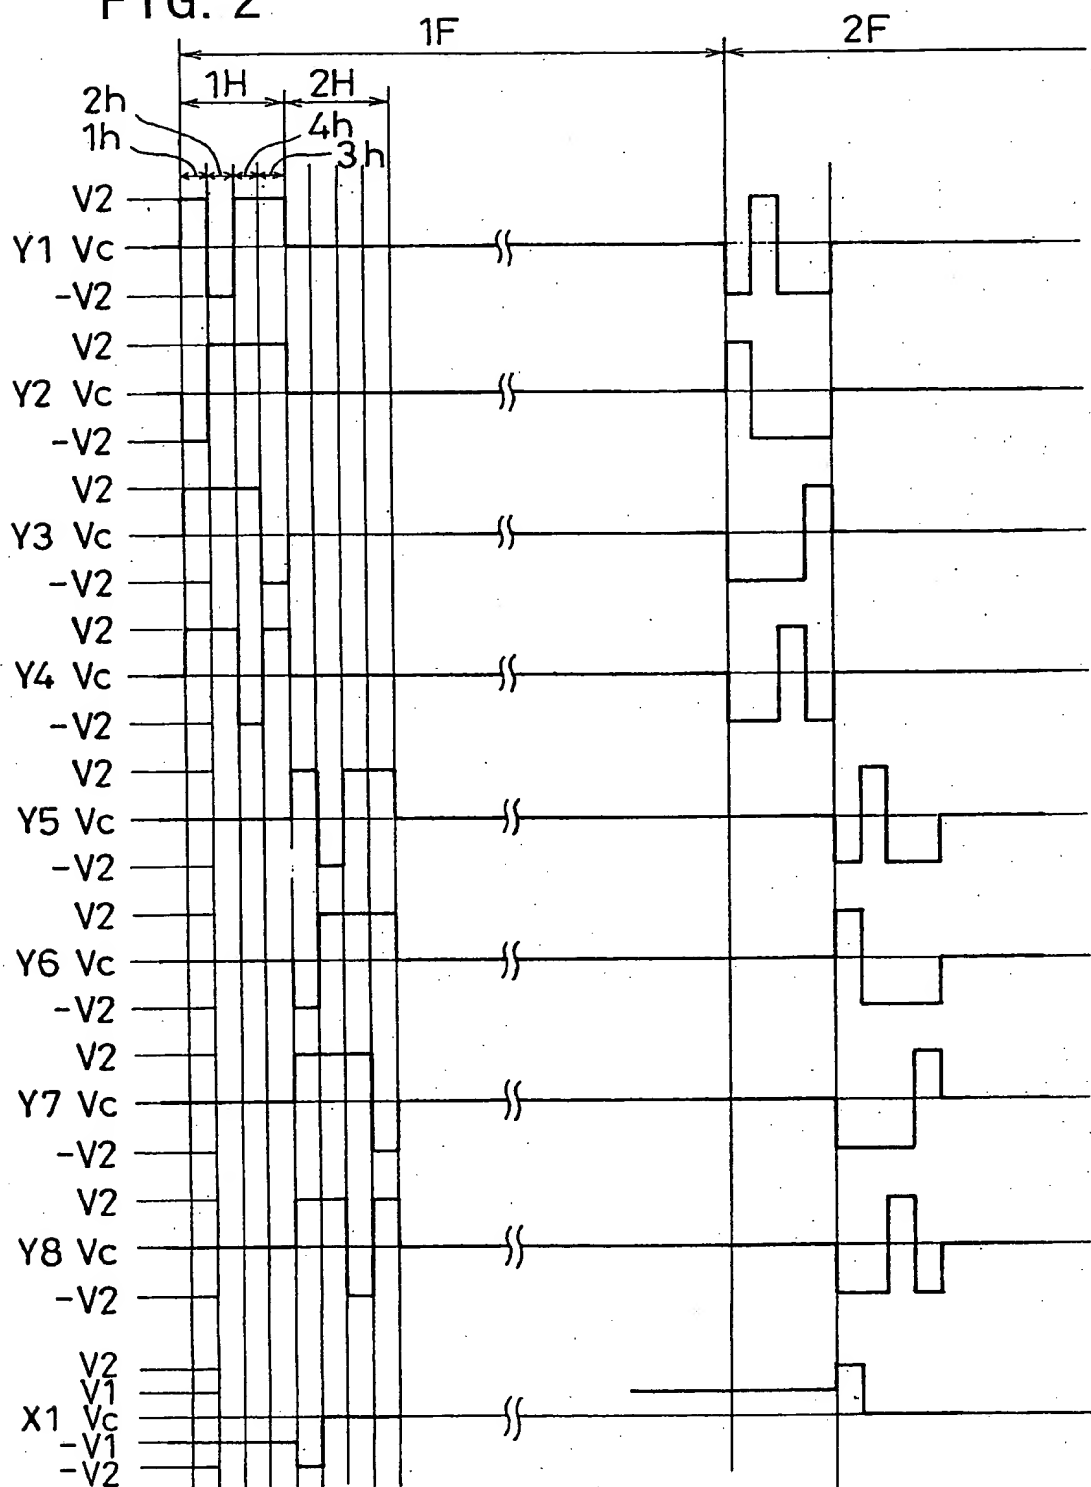 FIG. 2
1F 2F
1H 2H
2h 4h
1h 3h
V2
Y1 Vc
-V2
V2
Y2 Vc
-V2
V2
Y3 Vc
-V2
V2
Y4 Vc
-V2
V2
Y5 Vc
-V2
V2
Y6 Vc
-V2
V2
Y7 Vc
-V2
V2
Y8 Vc
-V2
V2
V1
X1 Vc
-V1
-V2